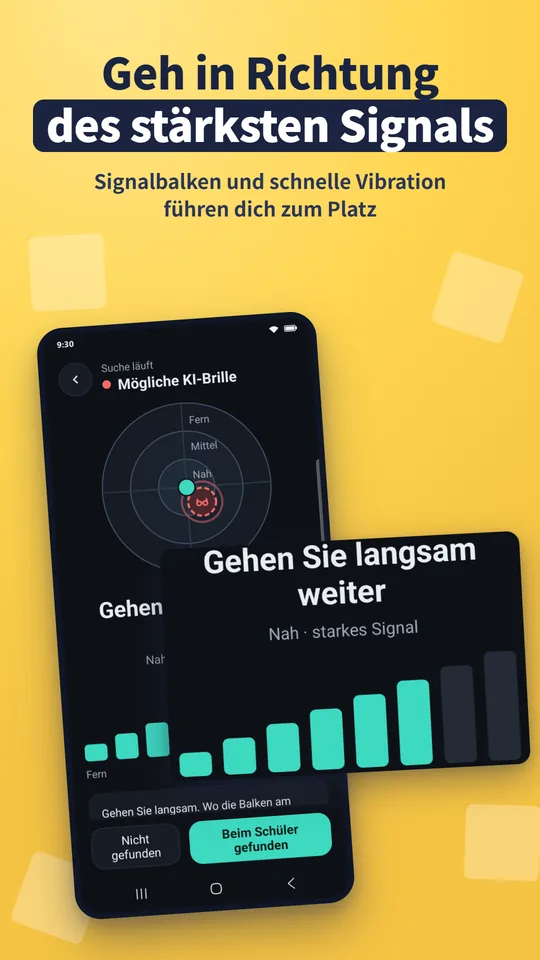 Geh in Richtung
des stärksten Signals
Signalbalken und schnelle Vibration
führen dich zum Platz
9:30
Suche läuft
Mögliche KI-Brille
Fern
Mittel
Nah
Gehen Sie langsam
weiter
Nah · starkes Signal
Gehen
Nah
Fern
Gehen Sie langsam. Wo die Balken am
Nicht
gefunden
Beim Schüler
gefunden